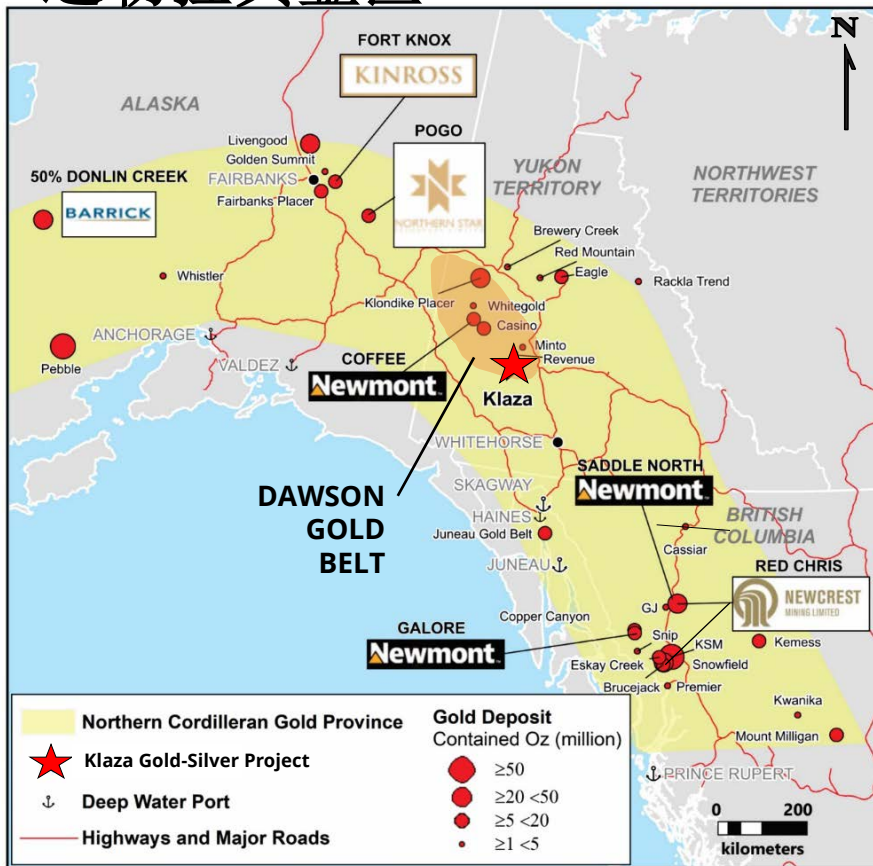 N
FORT KNOX
KINROSS
ALASKA
POGO
NORTHERN STAR
Livengood
Golden Summit
FAIRBANKS
Fairbanks Placer
50% DONLIN CREEK
BARRICK
YUKON
TERRITORY
NORTHWEST
TERRITORIES
Brewery Creek
Red Mountain
Eagle
Rackla Trend
Whistler
Klondike Placer
Whitegold
Casino
ANCHORAGE
Pebble
VALDEZ
COFFEE
Newmont™
Minto
Revenue
Klaza
WHITEHORSE
DAWSON
GOLD
BELT
SKAGWAY
HAINES
Juneau Gold Belt
JUNEAU
SADDLE NORTH
Newmont™
BRITISH
COLUMBIA
Cassiar
RED CHRIS
NEWCREST
MINING LIMITED
GJ
Copper Canyon
GALORE
Newmont™
Snip
KSM
Kemess
Eskay Creek
Snowfield
Brucejack
Premier
Kwanika
Mount Milligan
PRINCE RUPERT
Northern Cordilleran Gold Province
Klaza Gold-Silver Project
Deep Water Port
Highways and Major Roads
Gold Deposit
Contained Oz (million)
≥50
≥20 <50
≥5 <20
≥1 <5
0 200
kilometers